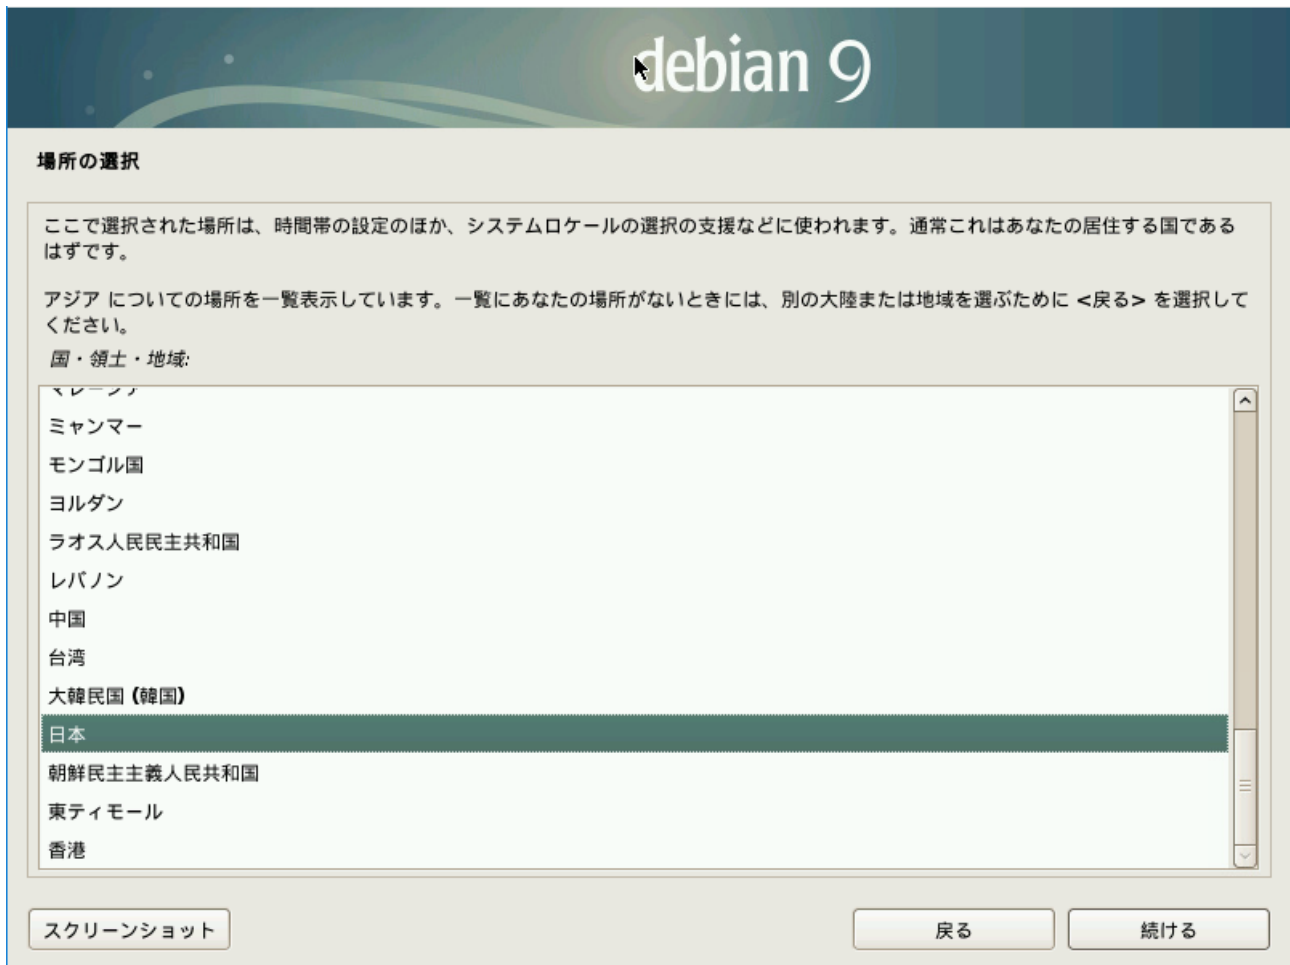 debian 9
場所の選択
ここで選択された場所は、時間帯の設定のほか、システムロケールの選択の支援などに使われます。通常これはあなたの居住する国である
はずです。
アジア についての場所を一覧表示しています。一覧にあなたの場所がないときには、別の大陸または地域を選ぶために <戻る> を選択して
ください。
国・領土・地域:
マレーシア
ミャンマー
モンゴル国
ヨルダン
ラオス人民民主共和国
レバノン
中国
台湾
大韓民国 (韓国)
日本
朝鮮民主主義人民共和国
東ティモール
香港
スクリーンショット
戻る
続ける